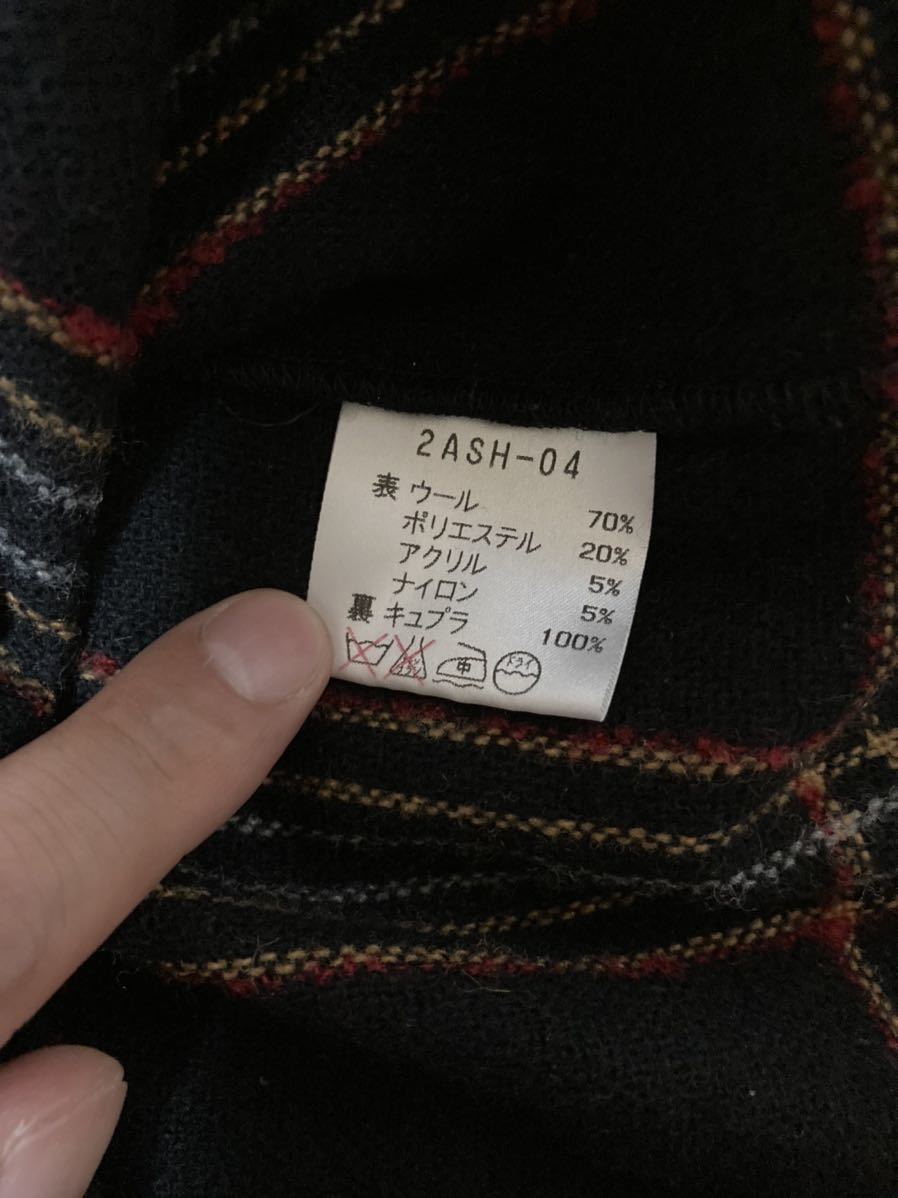 2ASH-04
表 ウール 70%
ポリエステル 20%
アクリル 5%
ナイロン 5%
裏 キュプラ 100%
中 ドライ